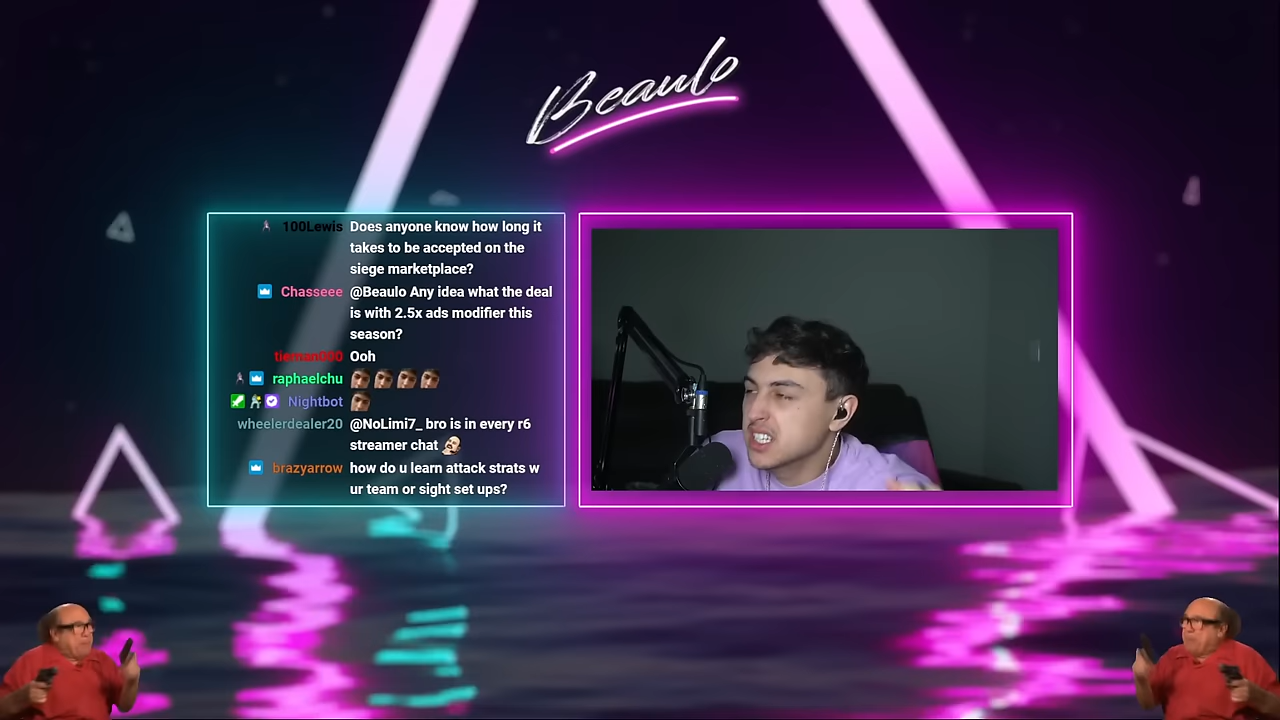 Beaulo
100Lewis Does anyone know how long it
takes to be accepted on the
siege marketplace?
Chasseee @Beaulo Any idea what the deal
is with 2.5x ads modifier this
season?
tiernan000 Ooh
raphaelchu
Nightbot
wheelerdealer20 @NoLimi7_ bro is in every r6
streamer chat
brazyarrow how do u learn attack strats w
ur team or sight set ups?